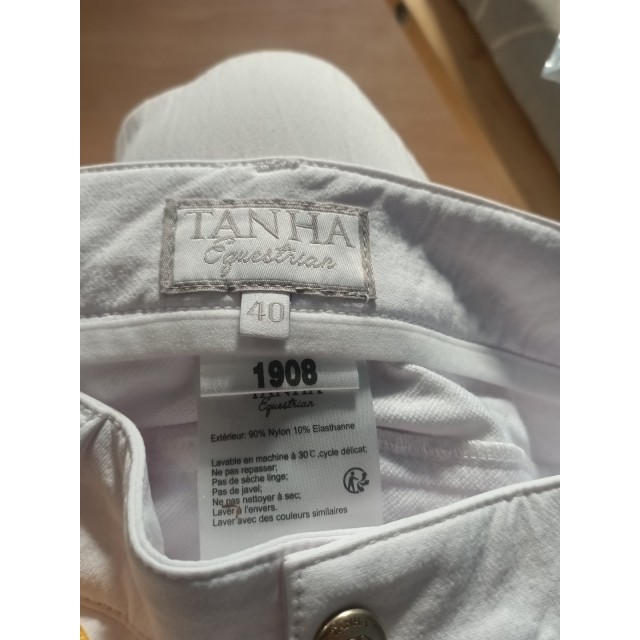 TANHA
Equestrian
40
1908
TANHA
Equestrian
Extérieur: 90% Nylon 10% Elasthanne
Lavable en machine à 30℃,cycle délicat;
Ne pas repasser;
Pas de sèche linge;
Pas de javel;
Ne pas nettoyer à sec;
Laver à l'envers.
Laver avec des couleurs similaires